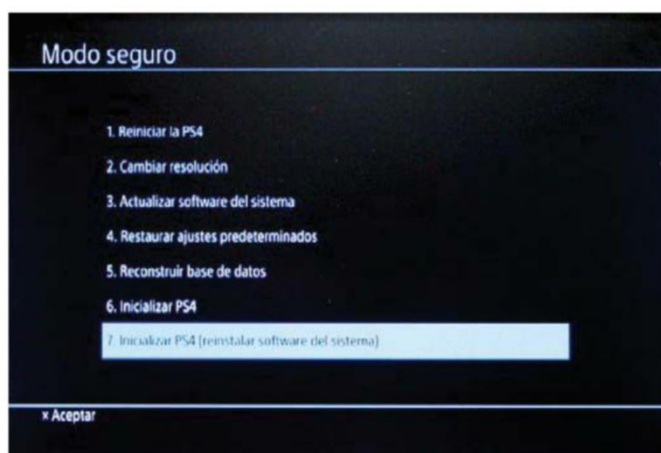 Modo seguro
1. Reiniciar la PS4
2. Cambiar resolución
3. Actualizar software del sistema
4. Restaurar ajustes predeterminados
5. Reconstruir base de datos
6. Inicializar PS4
7. Inicializar PS4 (reinstalar software del sistema)
× Aceptar